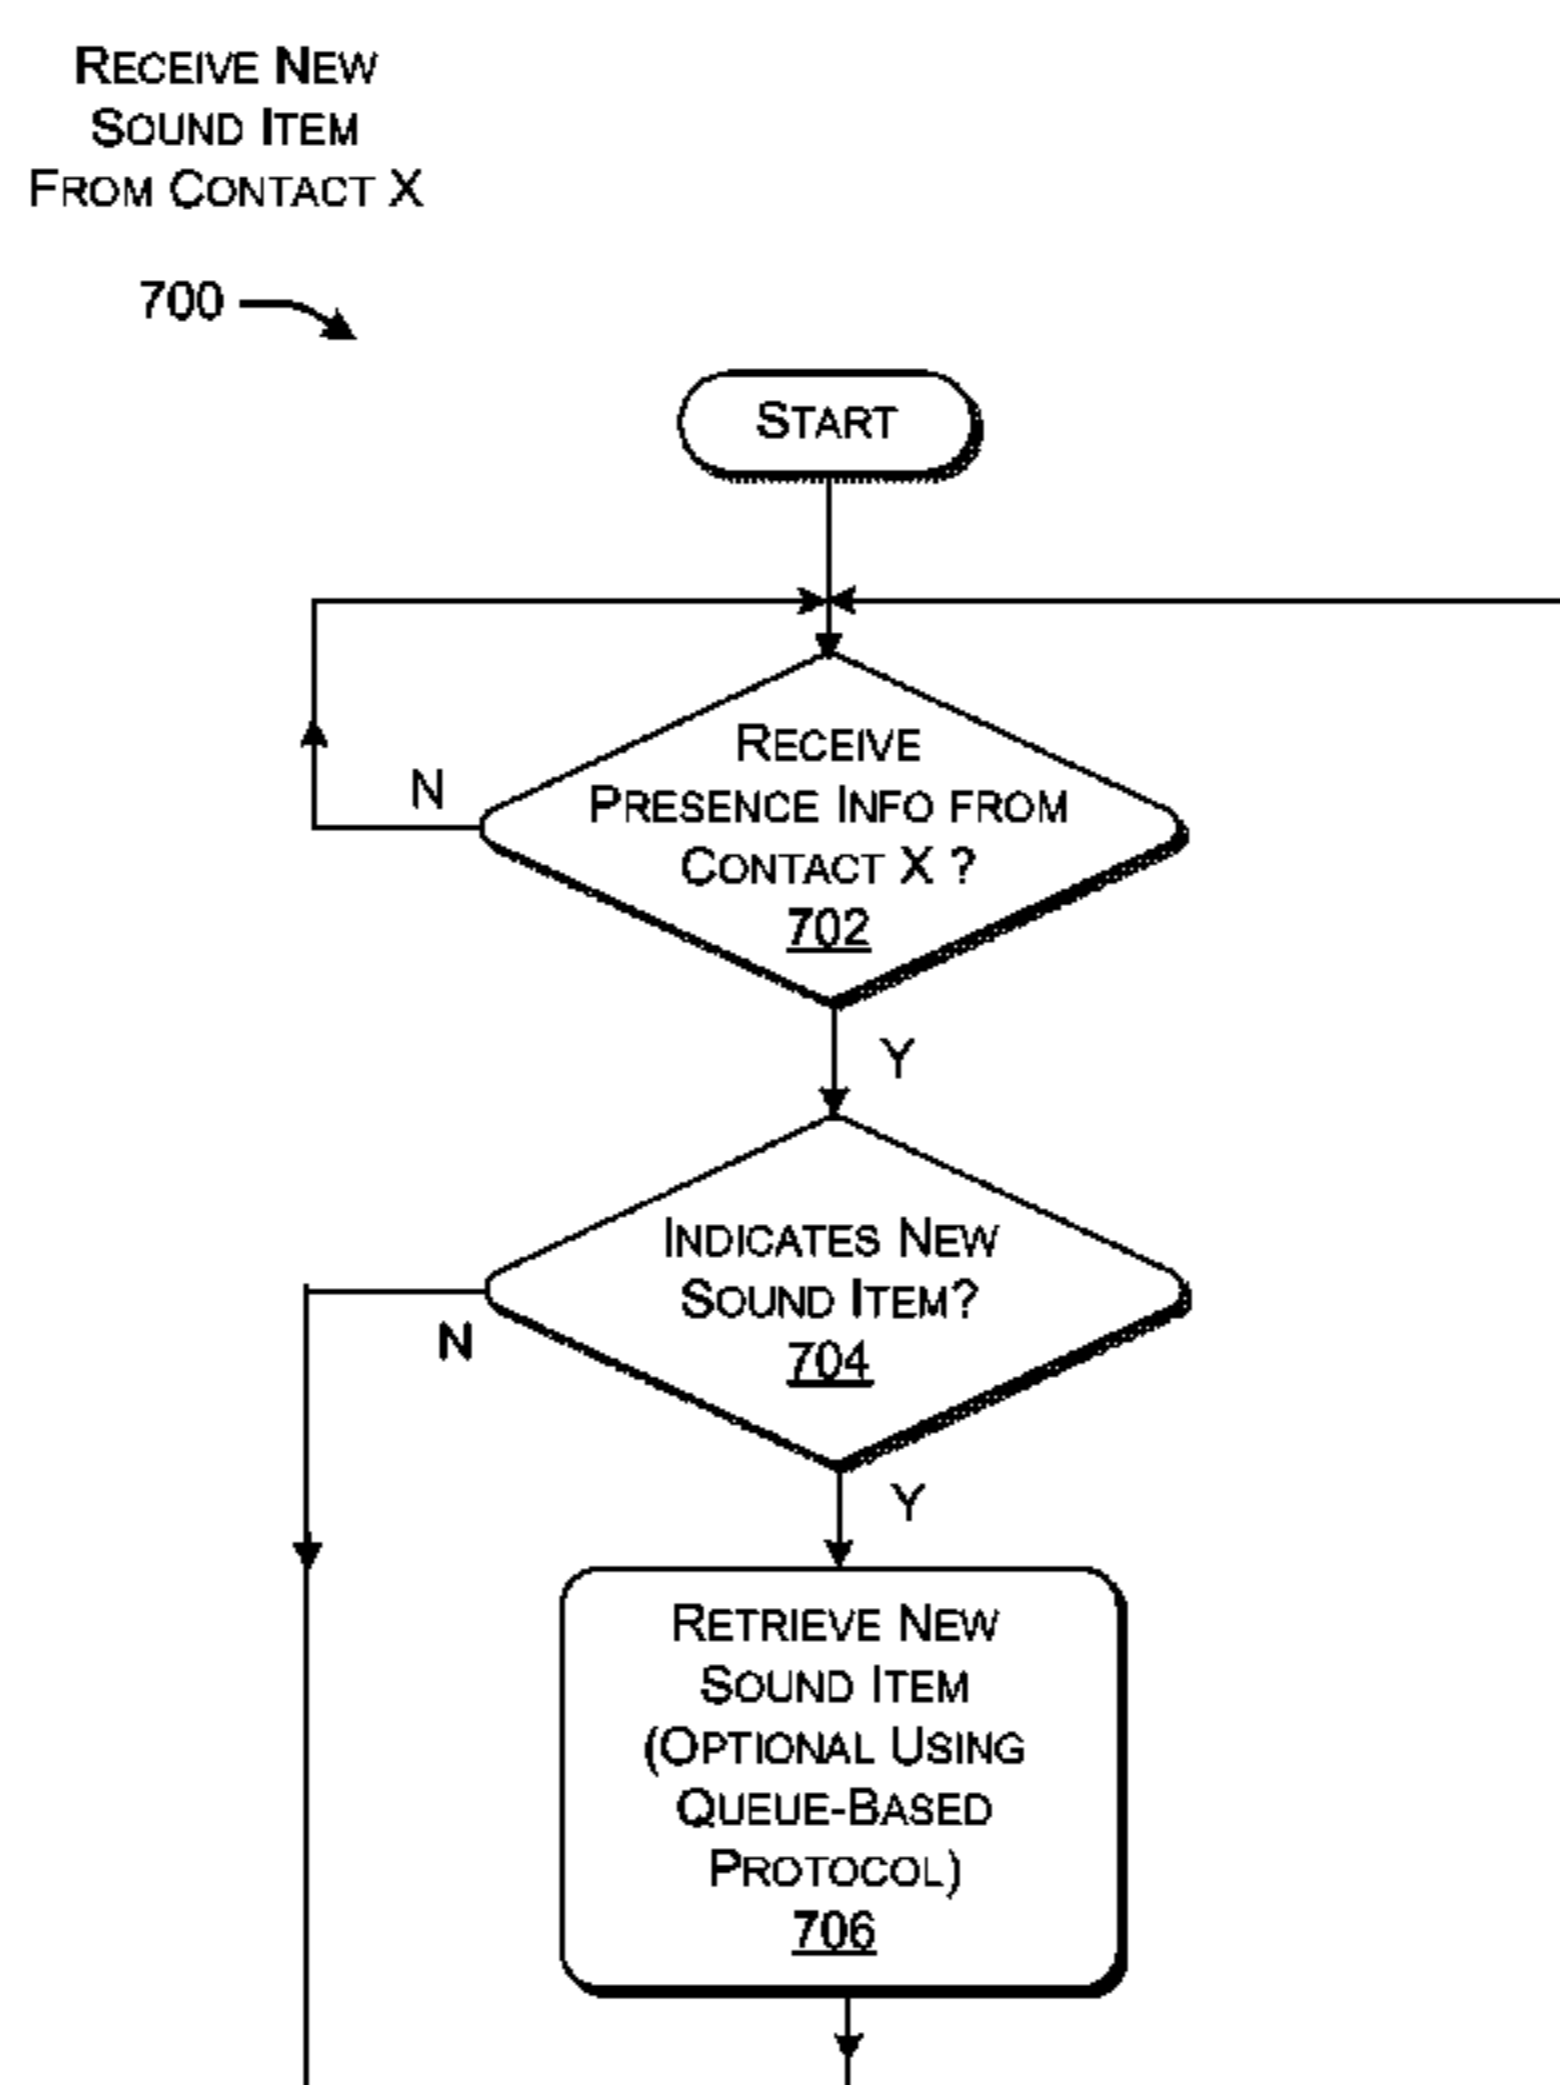 RECEIVE NEW
SOUND ITEM
FROM CONTACT X
700
START
RECEIVE
PRESENCE INFO FROM
CONTACT X ?
702
N
Y
INDICATES NEW
SOUND ITEM?
704
N
Y
RETRIEVE NEW
SOUND ITEM
(OPTIONAL USING
QUEUE-BASED
PROTOCOL)
706